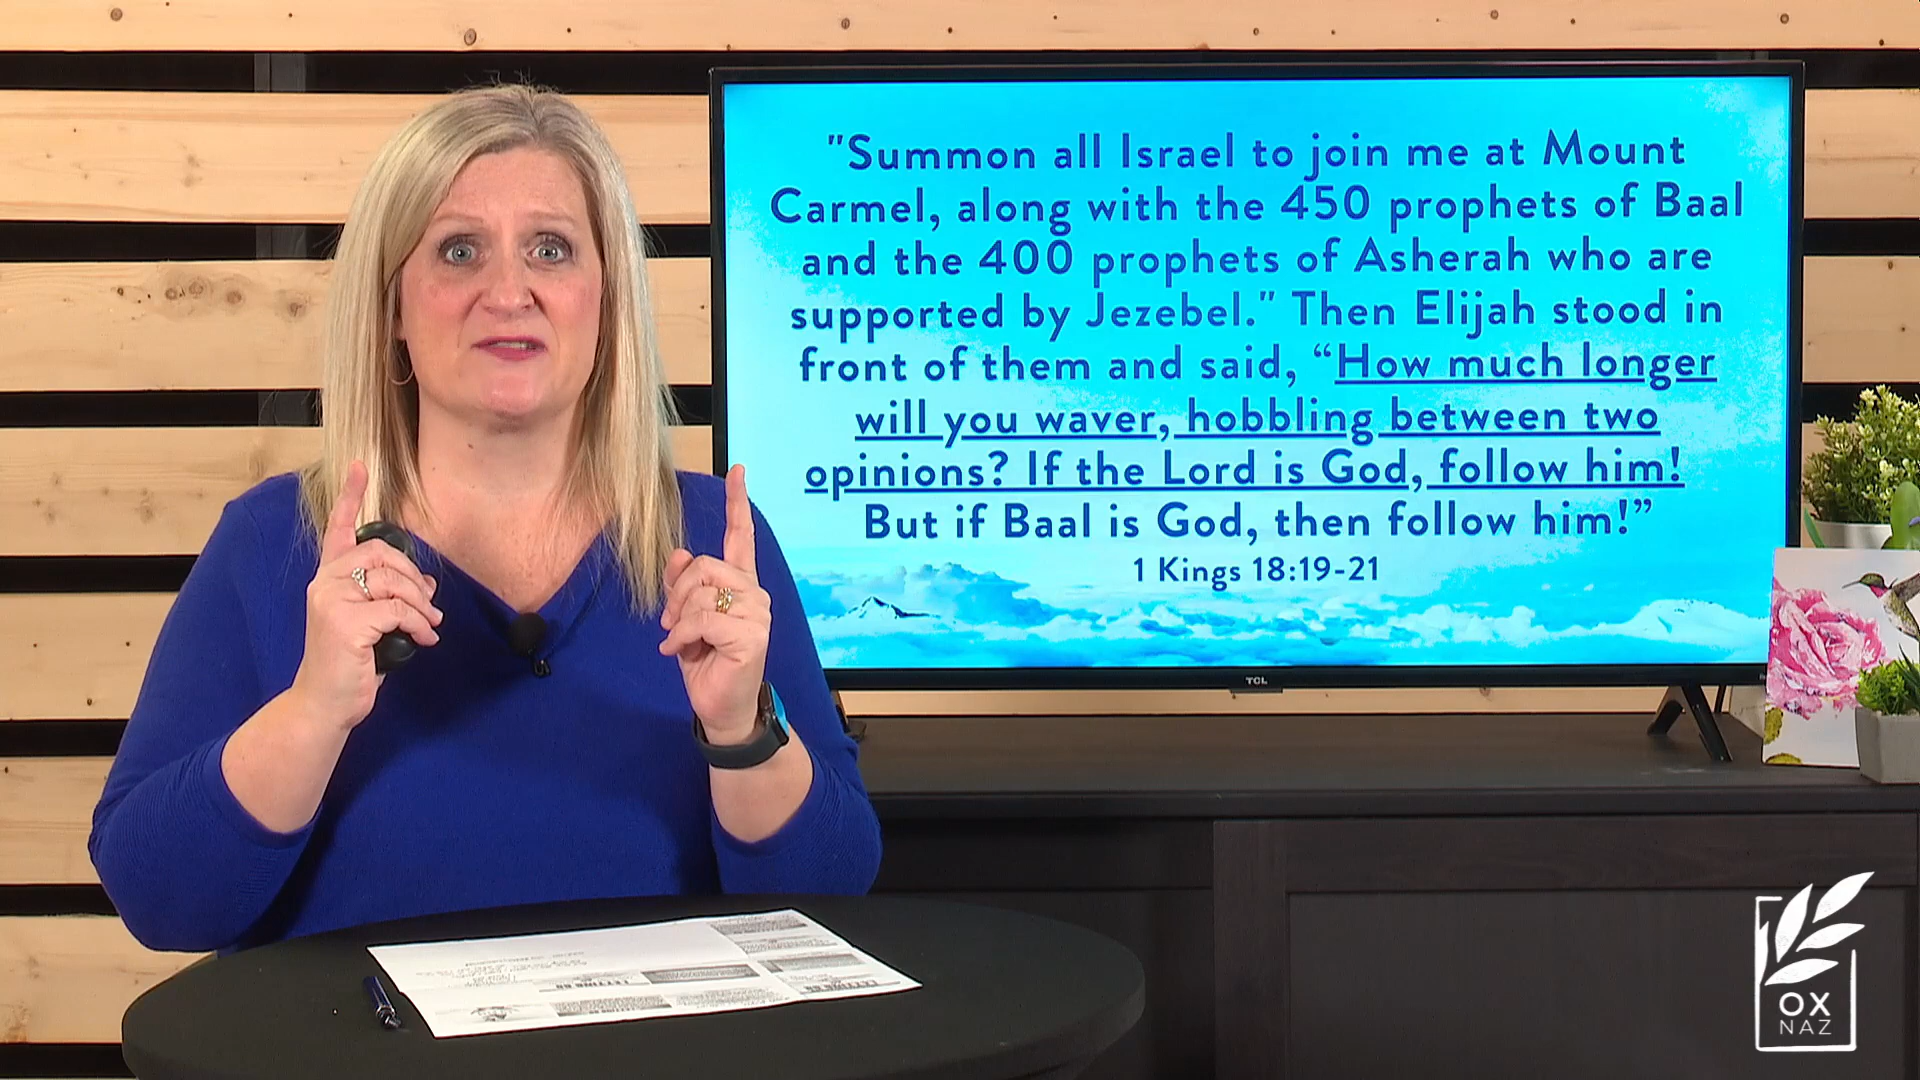 "Summon all Israel to join me at Mount
Carmel, along with the 450 prophets of Baal
and the 400 prophets of Asherah who are
supported by Jezebel." Then Elijah stood in
front of them and said, “How much longer
will you waver, hobbling between two
opinions? If the Lord is God, follow him!
But if Baal is God, then follow him!”
1 Kings 18:19-21
TCL
OX
NAZ